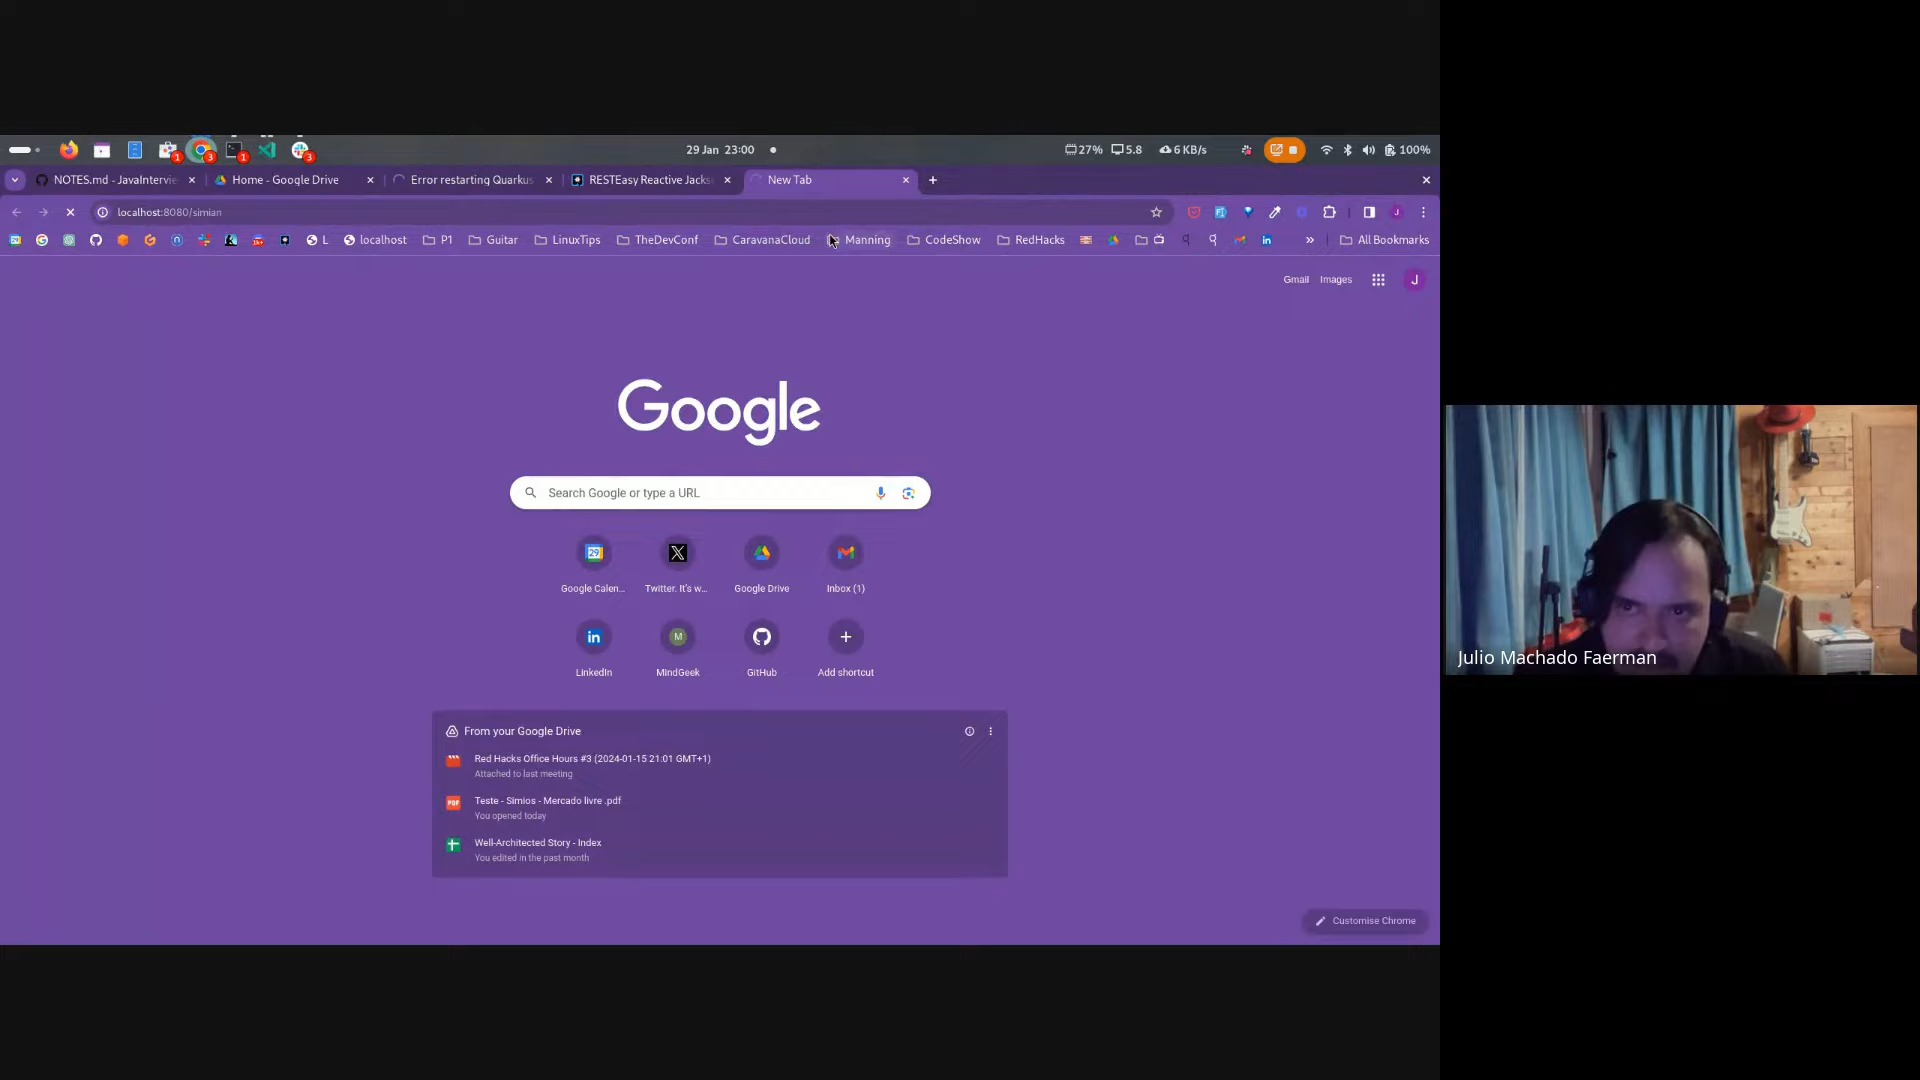 29 Jan 23:00
27% 5.8 6 KB/s 100%
1 3 1 3
NOTES.md - JavaIntervie
Home - Google Drive
Error restarting Quarkus
RESTEasy Reactive Jacks
New Tab
localhost:8080/simian
L localhost P1 Guitar LinuxTips TheDevConf CaravanaCloud Manning CodeShow RedHacks All Bookmarks
Gmail Images J
Google
Search Google or type a URL
Google Calen... Twitter. It's w... Google Drive Inbox (1)
LinkedIn MindGeek GitHub Add shortcut
From your Google Drive
Red Hacks Office Hours #3 (2024-01-15 21:01 GMT+1)
Attached to last meeting
Teste - Simios - Mercado livre .pdf
You opened today
Well-Architected Story - Index
You edited in the past month
Customise Chrome
Julio Machado Faerman